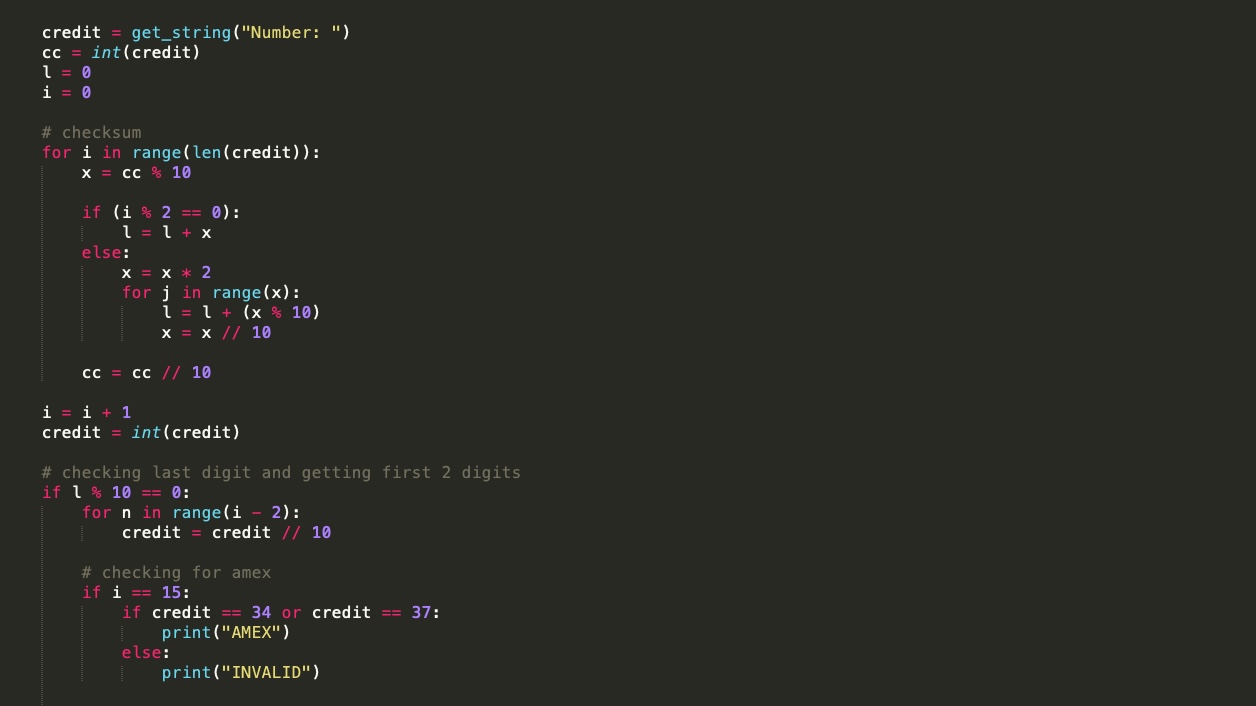 credit = get_string("Number: ")
cc = int(credit)
l = 0
i = 0
# checksum
for i in range(len(credit)):
x = cc % 10
if (i % 2 == 0):
l = l + x
else:
x = x * 2
for j in range(x):
l = l + (x % 10)
x = x // 10
cc = cc // 10
i = i + 1
credit = int(credit)
# checking last digit and getting first 2 digits
if l % 10 == 0:
for n in range(i - 2):
credit = credit // 10
# checking for amex
if i == 15:
if credit == 34 or credit == 37:
print("AMEX")
else:
print("INVALID")